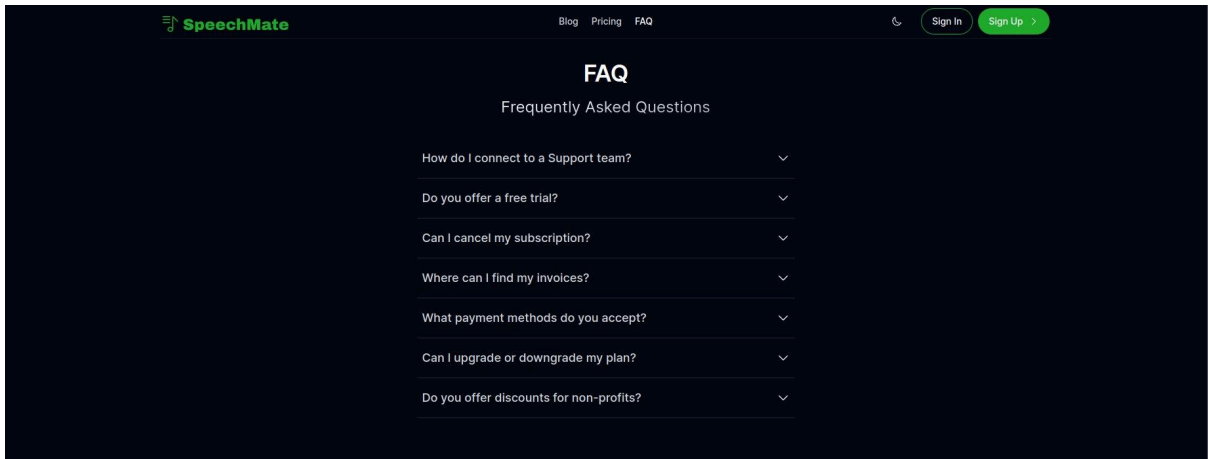 SpeechMate
Blog Pricing FAQ
Sign In
Sign Up
FAQ
Frequently Asked Questions
How do I connect to a Support team?
Do you offer a free trial?
Can I cancel my subscription?
Where can I find my invoices?
What payment methods do you accept?
Can I upgrade or downgrade my plan?
Do you offer discounts for non-profits?